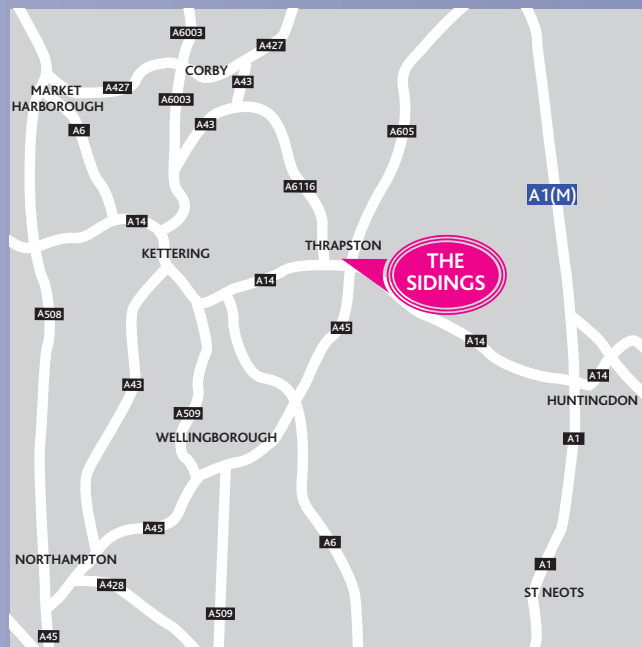 A6003
A427
CORBY
A43
MARKET
HARBOROUGH
A427
A6003
A6
A43
A605
A6116
A1(M)
A14
THRAPSTON
KETTERING
THE
SIDINGS
A14
A508
A45
A14
A14
A43
HUNTINGDON
A509
WELLINGBOROUGH
A1
A45
A6
NORTHAMPTON
A1
A428
ST NEOTS
A509
A45